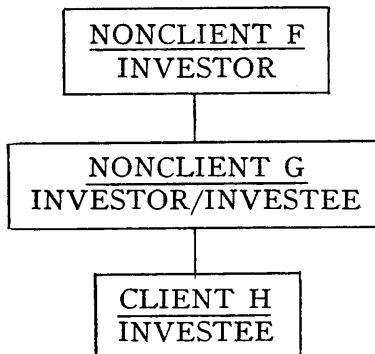 NONCLIENT F
INVESTOR
NONCLIENT G
INVESTOR/INVESTEE
CLIENT H
INVESTEE